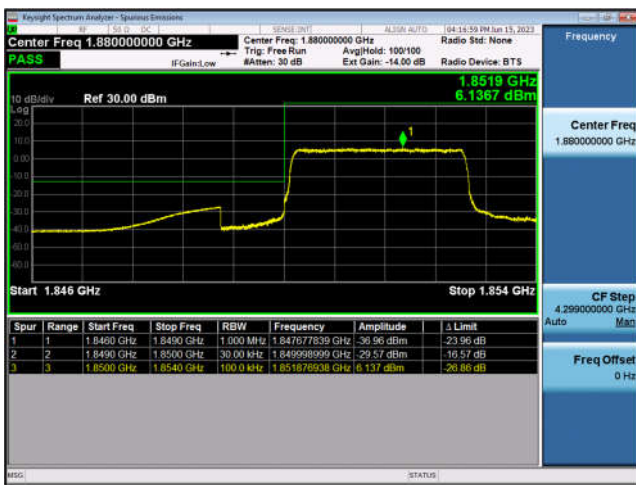 Keysight Spectrum Analyzer - Spurious Emissions
RF 50 Ω DC SENSE:INT ALIGN AUTO 04:16:59 PM Jun 15, 2023
Center Freq 1.880000000 GHz
Center Freq: 1.880000000 GHz Radio Std: None
Trig: Free Run Avg|Hold: 100/100
PASS IFGain:Low #Atten: 30 dB Ext Gain: -14.00 dB Radio Device: BTS
Frequency
1.8519 GHz
6.1367 dBm
10 dB/div Ref 30.00 dBm
Log
20.0
10.0
0.00
10.0
20.0
30.0
40.0
60.0
1
Start 1.846 GHz Stop 1.854 GHz
Center Freq
1.880000000 GHz
CF Step
4.299000000 GHz
Auto Man
Freq Offset
0 Hz
Spur Range Start Freq Stop Freq RBW Frequency Amplitude Δ Limit
1 1 1.8460 GHz 1.8490 GHz 1.000 MHz 1.847677839 GHz -36.96 dBm -23.96 dB
2 2 1.8490 GHz 1.8500 GHz 30.00 kHz 1.849998999 GHz -29.57 dBm -16.57 dB
3 3 1.8500 GHz 1.8540 GHz 100.0 kHz 1.851876938 GHz 6.137 dBm -26.86 dB
MSG STATUS